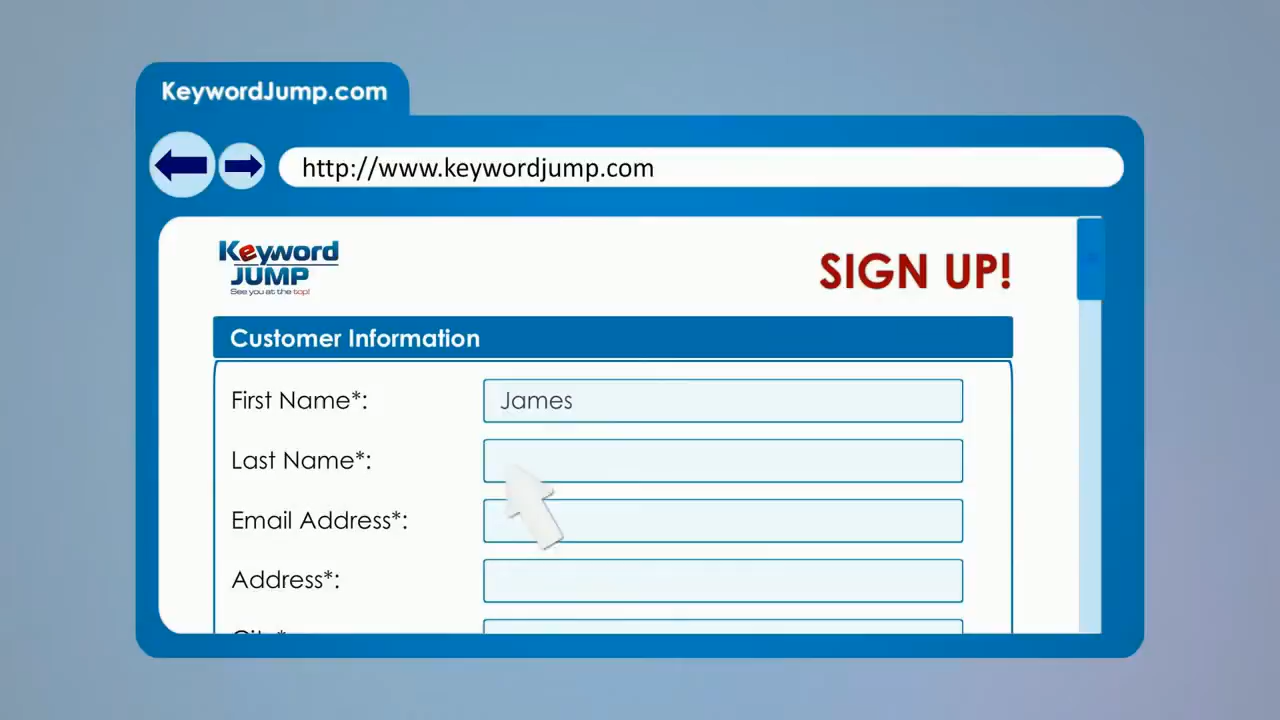 KeywordJump.com
http://www.keywordjump.com
Keyword
JUMP
See you at the top!
SIGN UP!
Customer Information
First Name*: James
Last Name*:
Email Address*:
Address*: